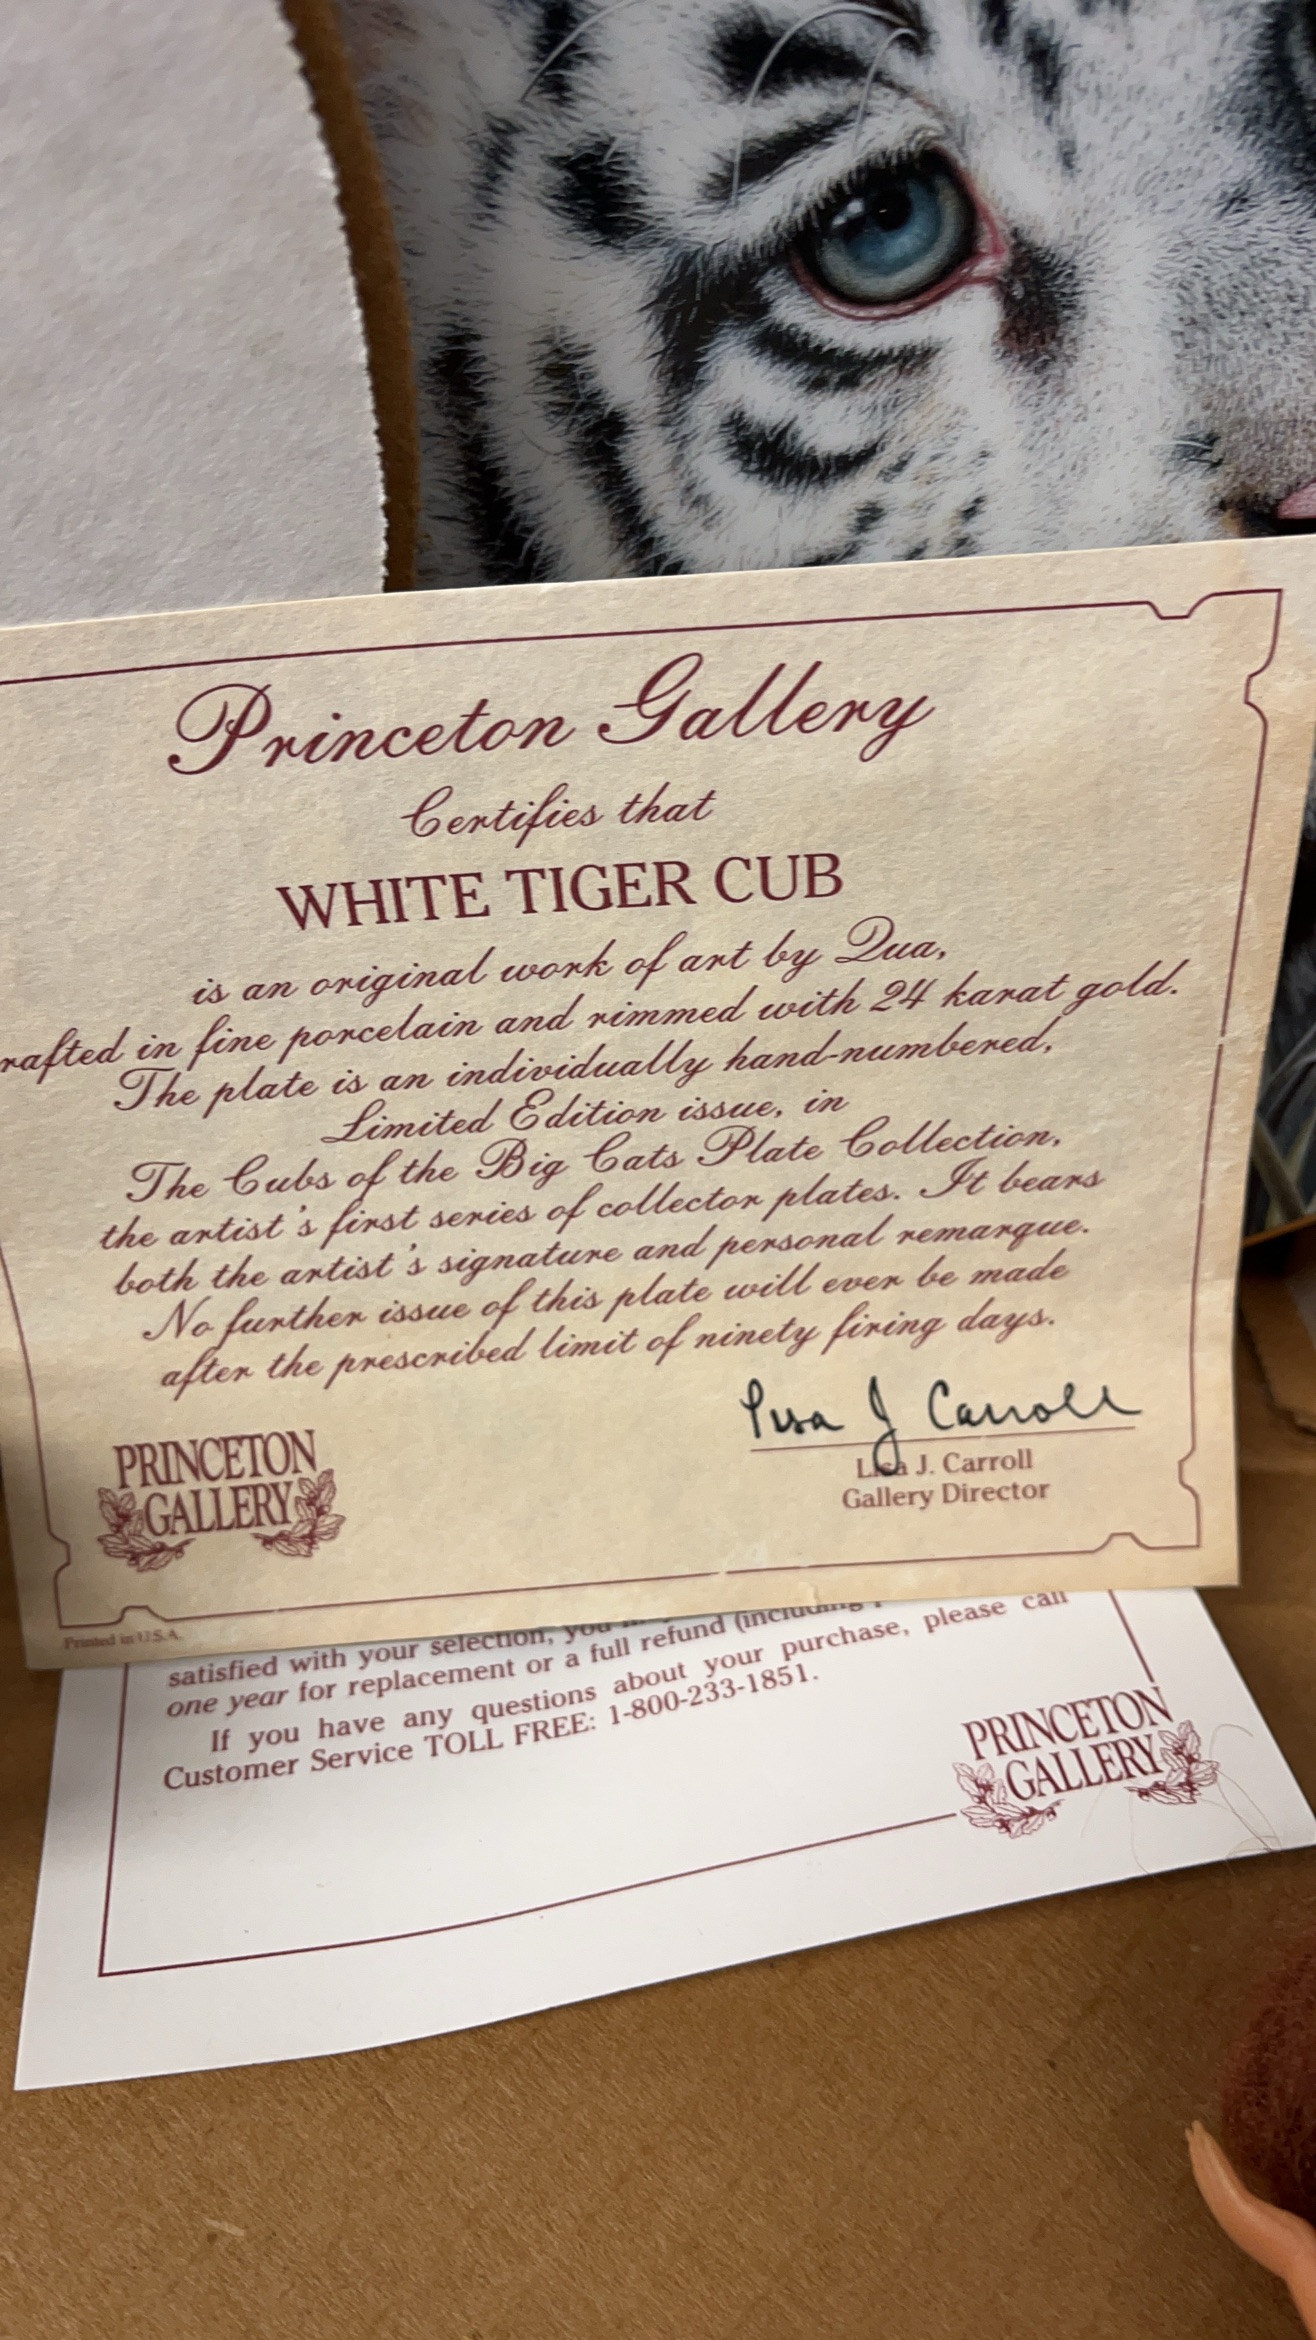 Princeton Gallery
Certifies that
WHITE TIGER CUB
is an original work of art by Qua,
rafted in fine porcelain and rimmed with 24 karat gold.
The plate is an individually hand-numbered,
Limited Edition issue, in
The Cubs of the Big Cats Plate Collection,
the artist's first series of collector plates. It bears
both the artist's signature and personal remarque.
No further issue of this plate will ever be made
after the prescribed limit of ninety firing days.
Lisa J Carroll
Lisa J. Carroll
Gallery Director
PRINCETON
GALLERY
Printed in U.S.A.
satisfied with your selection, you
one year for replacement or a full refund (including
If you have any questions about your purchase, please call
Customer Service TOLL FREE: 1-800-233-1851.
PRINCETON
GALLERY